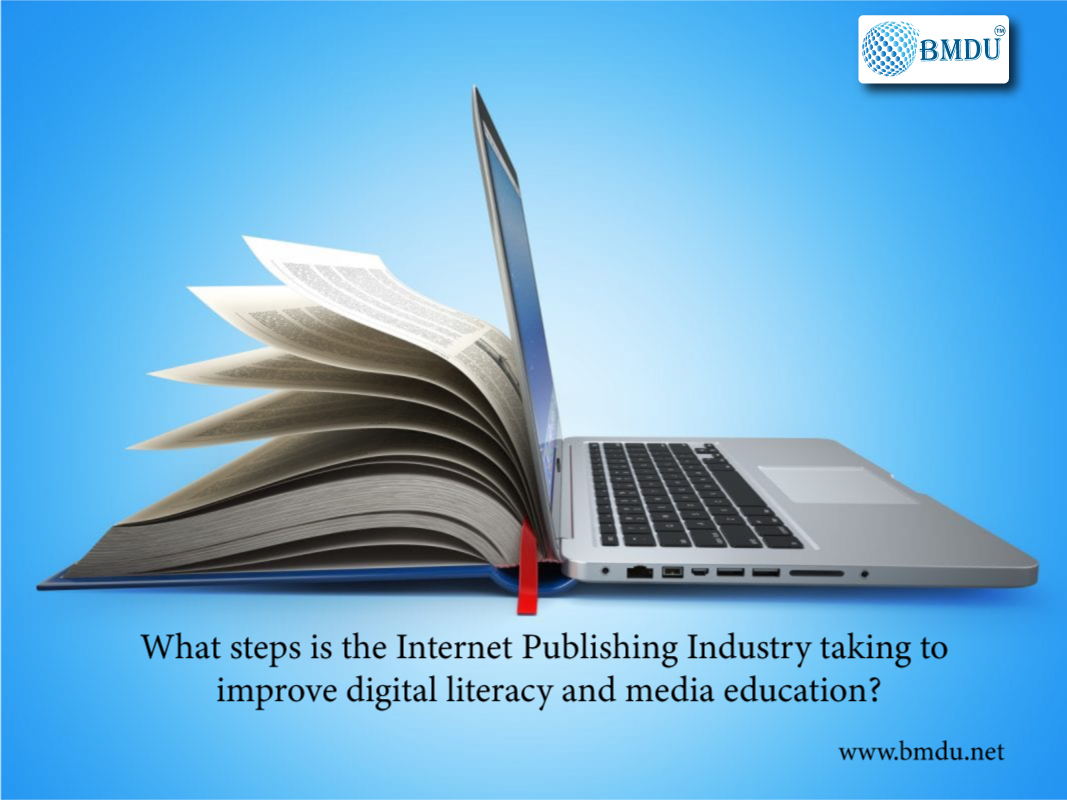 BMDU TM
What steps is the Internet Publishing Industry taking to
improve digital literacy and media education?
www.bmdu.net